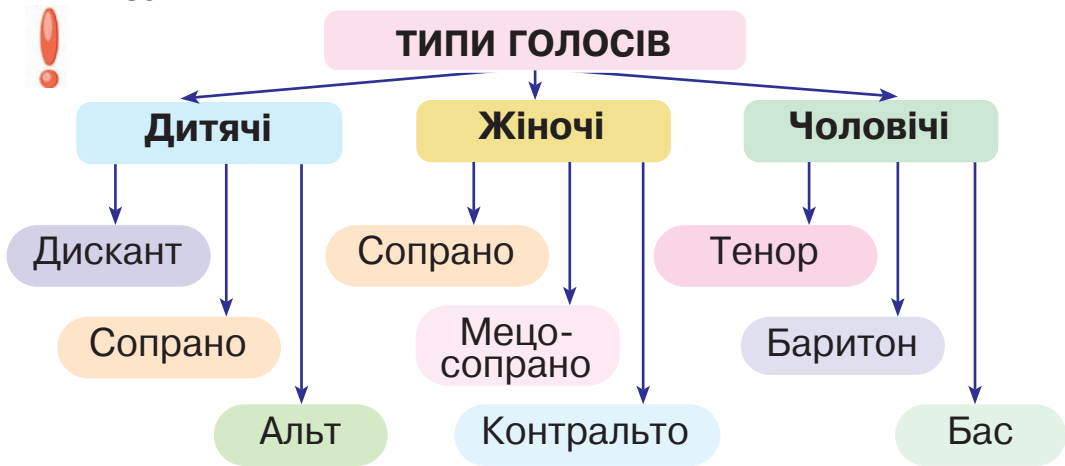 ТИПИ ГОЛОСІВ
Дитячі
Жіночі
Чоловічі
Дискант
Сопрано
Тенор
Сопрано
Мецо-
сопрано
Баритон
Альт
Контральто
Бас